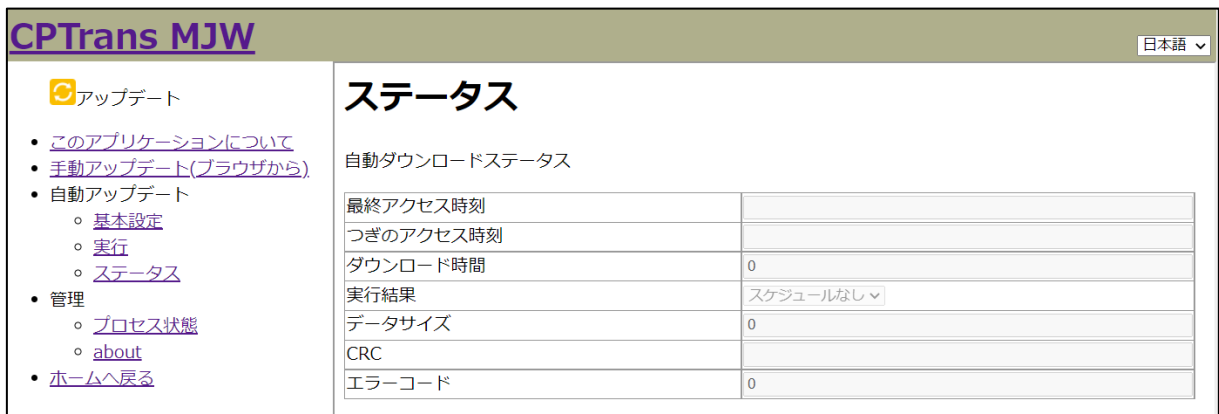 CPTrans MJW
日本語
アップデート
このアプリケーションについて
手動アップデート(ブラウザから)
自動アップデート
基本設定
実行
ステータス
管理
プロセス状態
about
ホームへ戻る
ステータス
自動ダウンロードステータス
最終アクセス時刻
つぎのアクセス時刻
ダウンロード時間 0
実行結果 スケジュールなし
データサイズ 0
CRC
エラーコード 0